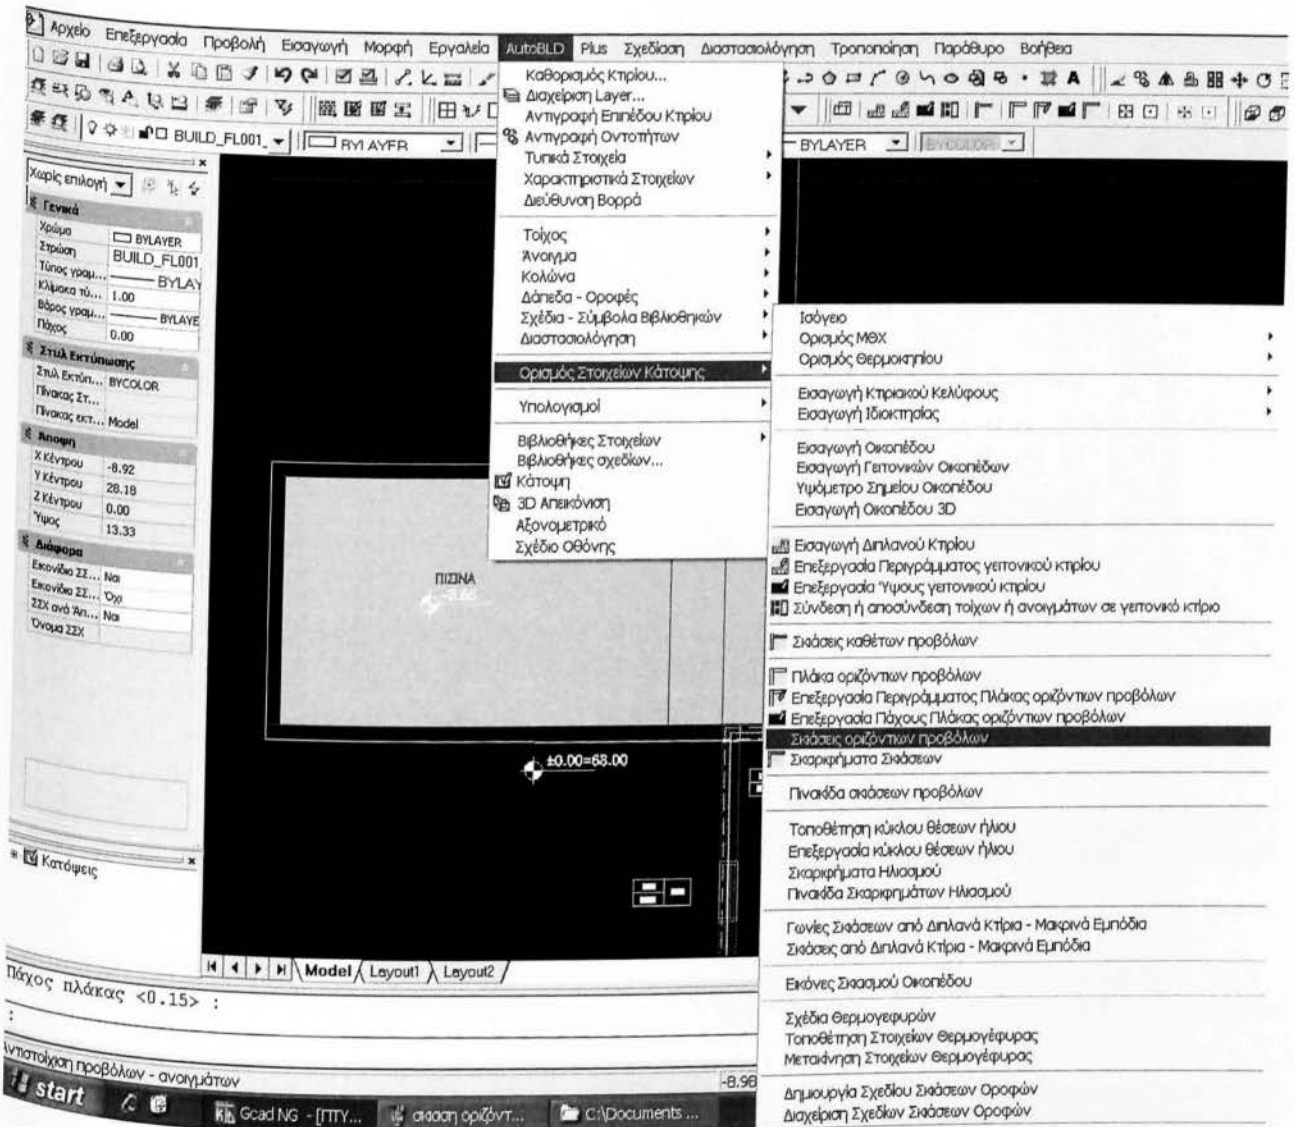 Αρχείο Επεξεργασία Προβολή Εισαγωγή Μορφή Εργαλεία AutoBLD Plus Σχεδίαση Διαστασιολόγηση Τροποποίηση Παράθυρο Βοήθεια
BUILD_FL001_ BYLAYER BYLAYER BYCOLOR
Χωρίς επιλογή
Γενικά
Χρώμα BYLAYER
Στρώση BUILD_FL001
Τύπος γραμ... BYLAY
Κλίμακα τύ... 1.00
Βάρος γραμ... BYLAYE
Πάχος 0.00
Στυλ Εκτύπωσης
Στυλ Εκτύπ... BYCOLOR
Πίνακας Στ...
Πίνακας εκτ... Model
Άποψη
Χ Κέντρου -8.92
Υ Κέντρου 28.18
Ζ Κέντρου 0.00
Ύψος 13.33
Διάφορα
Εικονίδιο ΣΣ... Ναι
Εικονίδιο ΣΣ... Όχι
ΣΣΧ ανά Άπ... Ναι
Όνομα ΣΣΧ
Κατόψεις
Καθορισμός Κτιρίου...
Διαχείριση Layer...
Αντιγραφή Επιπέδου Κτιρίου
Αντιγραφή Οντοτήτων
Τυπικά Στοιχεία
Χαρακτηριστικά Στοιχείων
Διεύθυνση Βορρά
Τοίχος
Άνοιγμα
Κολώνα
Δάπεδα - Οροφές
Σχέδια - Σύμβολα Βιβλιοθηκών
Διαστασιολόγηση
Ορισμός Στοιχείων Κάτοψης
Υπολογισμοί
Βιβλιοθήκες Στοιχείων
Βιβλιοθήκες σχεδίων...
Κάτοψη
3D Απεικόνιση
Αξονομετρικό
Σχέδιο Οθόνης
Ισόγειο
Ορισμός ΜΘΧ
Ορισμός Θερμοκηπίου
Εισαγωγή Κτιριακού Κελύφους
Εισαγωγή Ιδιοκτησίας
Εισαγωγή Οικοπέδου
Εισαγωγή Γειτονικών Οικοπέδων
Υψόμετρο Σημείου Οικοπέδου
Εισαγωγή Οικοπέδου 3D
Εισαγωγή Διπλανού Κτιρίου
Επεξεργασία Περιγράμματος γειτονικού κτιρίου
Επεξεργασία Ύψους γειτονικού κτιρίου
Σύνδεση ή αποσύνδεση τοίχων ή ανοιγμάτων σε γειτονικό κτίριο
Σκιάσεις καθέτων προβόλων
Πλάκα οριζόντιων προβόλων
Επεξεργασία Περιγράμματος Πλάκας οριζόντιων προβόλων
Επεξεργασία Πάχους Πλάκας οριζόντιων προβόλων
Σκιάσεις οριζόντιων προβόλων
Σκαριφήματα Σκιάσεων
Πινακίδα σκιάσεων προβόλων
Τοποθέτηση κύκλου θέσεων ήλιου
Επεξεργασία κύκλου θέσεων ήλιου
Σκαριφήματα Ηλιασμού
Πινακίδα Σκαριφημάτων Ηλιασμού
Γωνίες Σκιάσεων από Διπλανά Κτίρια - Μακρινά Εμπόδια
Σκιάσεις από Διπλανά Κτίρια - Μακρινά Εμπόδια
Εικόνες Σκιασμού Οικοπέδου
Σχέδια Θερμογεφυρών
Τοποθέτηση Στοιχείων Θερμογέφυρας
Μετακίνηση Στοιχείων Θερμογέφυρας
Δημιουργία Σχεδίου Σκιάσεων Οροφών
Διαχείριση Σχεδίων Σκιάσεων Οροφών
ΠΙΣΙΝΑ
±0.00=68.00
Model Layout1 Layout2
Πάχος πλάκας <0.15> :
:
Αντιστοίχιση προβόλων - ανοιγμάτων
-8.98
start Gcad NG - [ΠΤΥ... σκίαση οριζόντ... C:\Documents ...